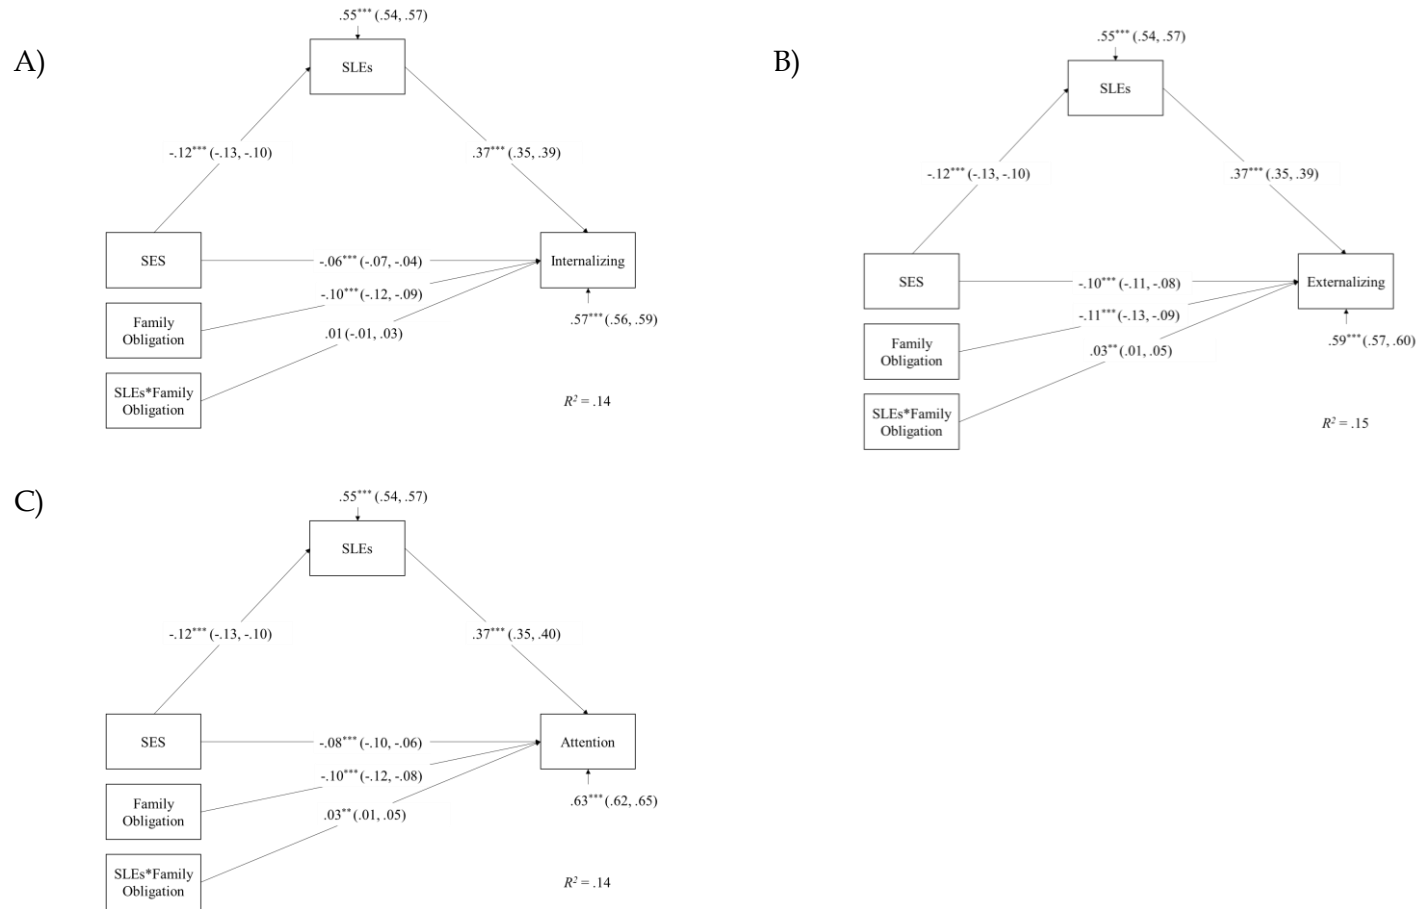 A)
.55*** (.54, .57)
SLEs
-.12*** (-.13, -.10)
.37*** (.35, .39)
SES
-.06*** (-.07, -.04)
Internalizing
-.10*** (-.12, -.09)
Family
Obligation
.01 (-.01, .03)
.57*** (.56, .59)
SLEs*Family
Obligation
R² = .14
B)
.55*** (.54, .57)
SLEs
-.12*** (-.13, -.10)
.37*** (.35, .39)
SES
-.10*** (-.11, -.08)
Externalizing
-.11*** (-.13, -.09)
Family
Obligation
.03** (.01, .05)
.59*** (.57, .60)
SLEs*Family
Obligation
R² = .15
C)
.55*** (.54, .57)
SLEs
-.12*** (-.13, -.10)
.37*** (.35, .40)
SES
-.08*** (-.10, -.06)
Attention
-.10*** (-.12, -.08)
Family
Obligation
.03** (.01, .05)
.63*** (.62, .65)
SLEs*Family
Obligation
R² = .14